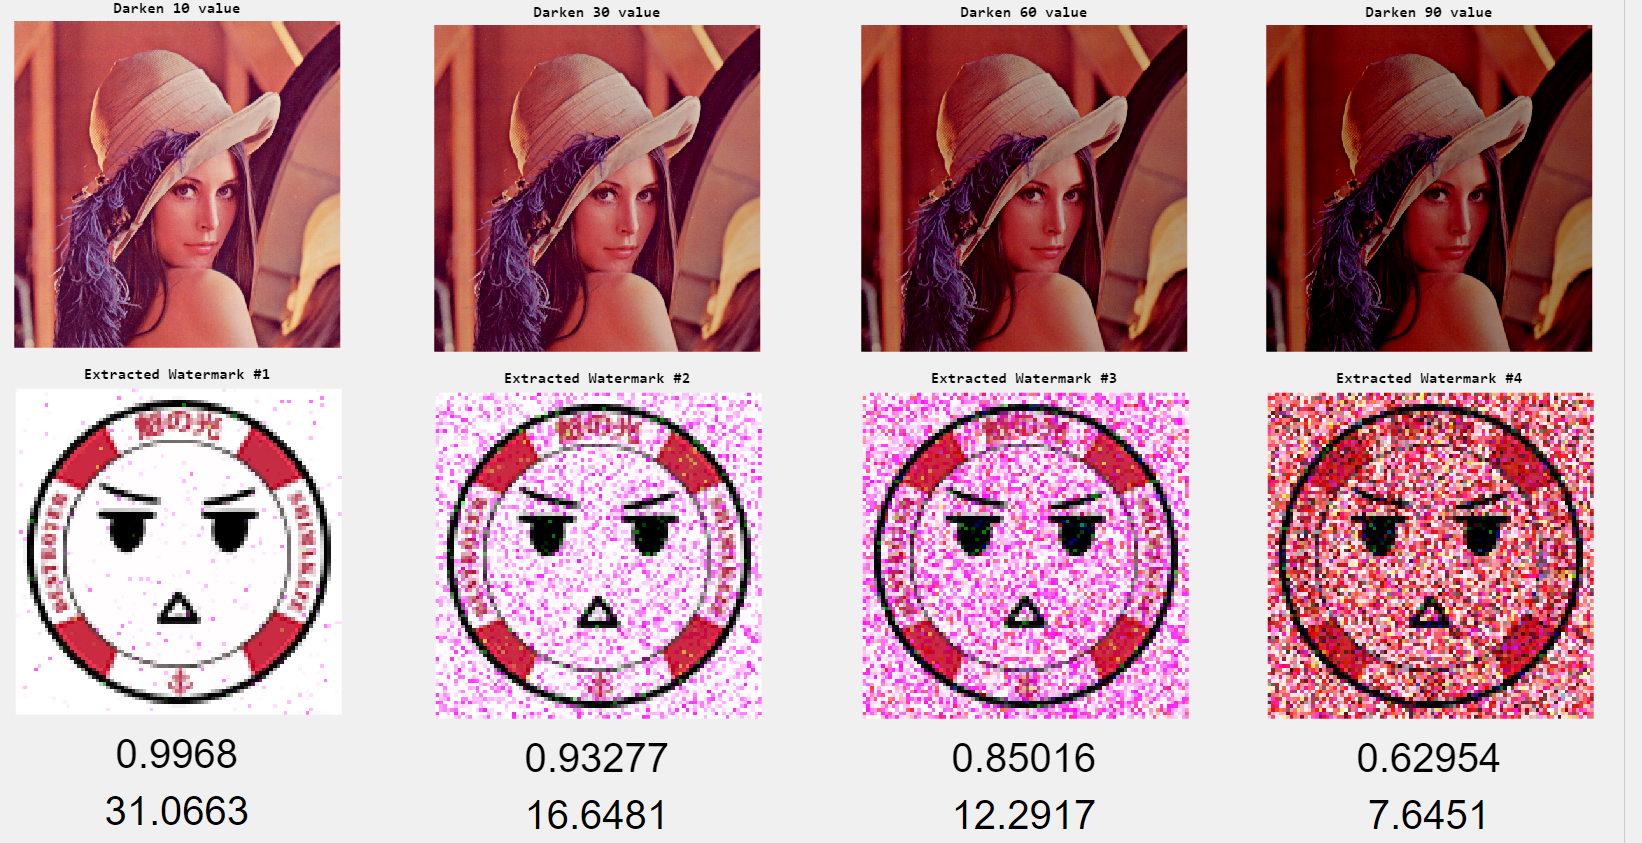 Darken 10 value
Darken 30 value
Darken 60 value
Darken 90 value
Extracted Watermark #1
Extracted Watermark #2
Extracted Watermark #3
Extracted Watermark #4
0.9968
0.93277
0.85016
0.62954
31.0663
16.6481
12.2917
7.6451